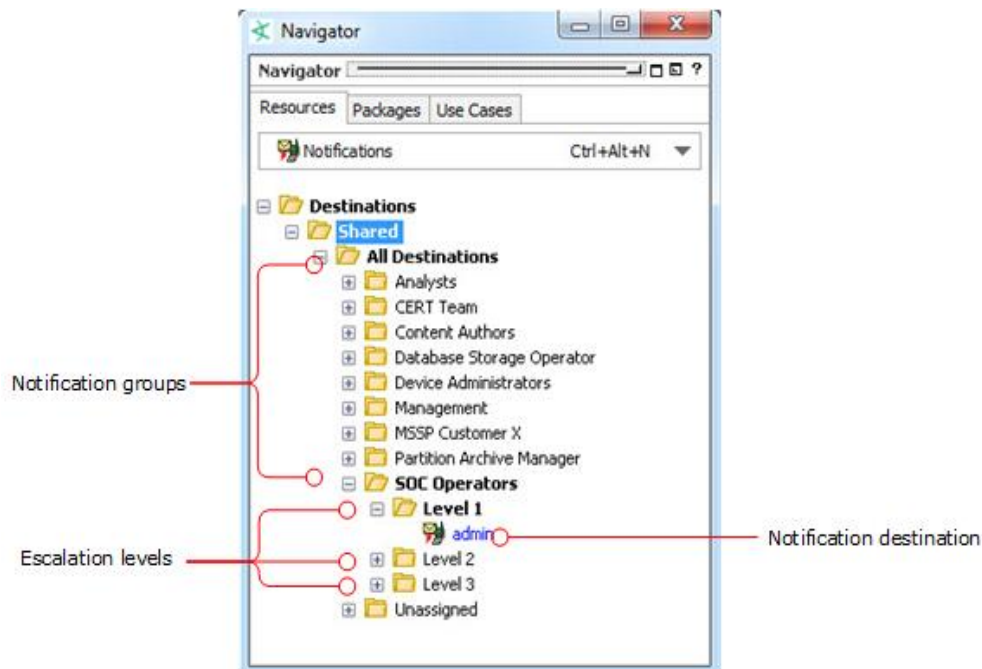 Navigator
Navigator ?
Resources Packages Use Cases
Notifications Ctrl+Alt+N
Destinations
Shared
All Destinations
Analysts
CERT Team
Content Authors
Database Storage Operator
Notification groups
Device Administrators
Management
MSSP Customer X
Partition Archive Manager
SOC Operators
Level 1
admin
Notification destination
Escalation levels
Level 2
Level 3
Unassigned